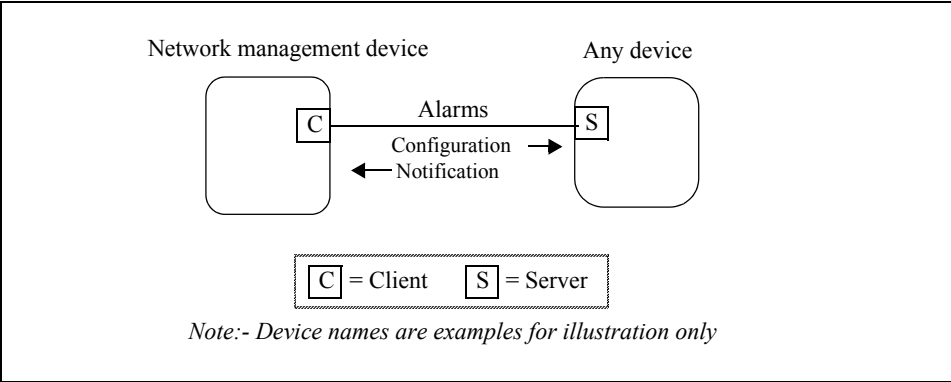 Network management device
Any device
C
Alarms
S
Configuration
Notification
C = Client
S = Server
Note:- Device names are examples for illustration only